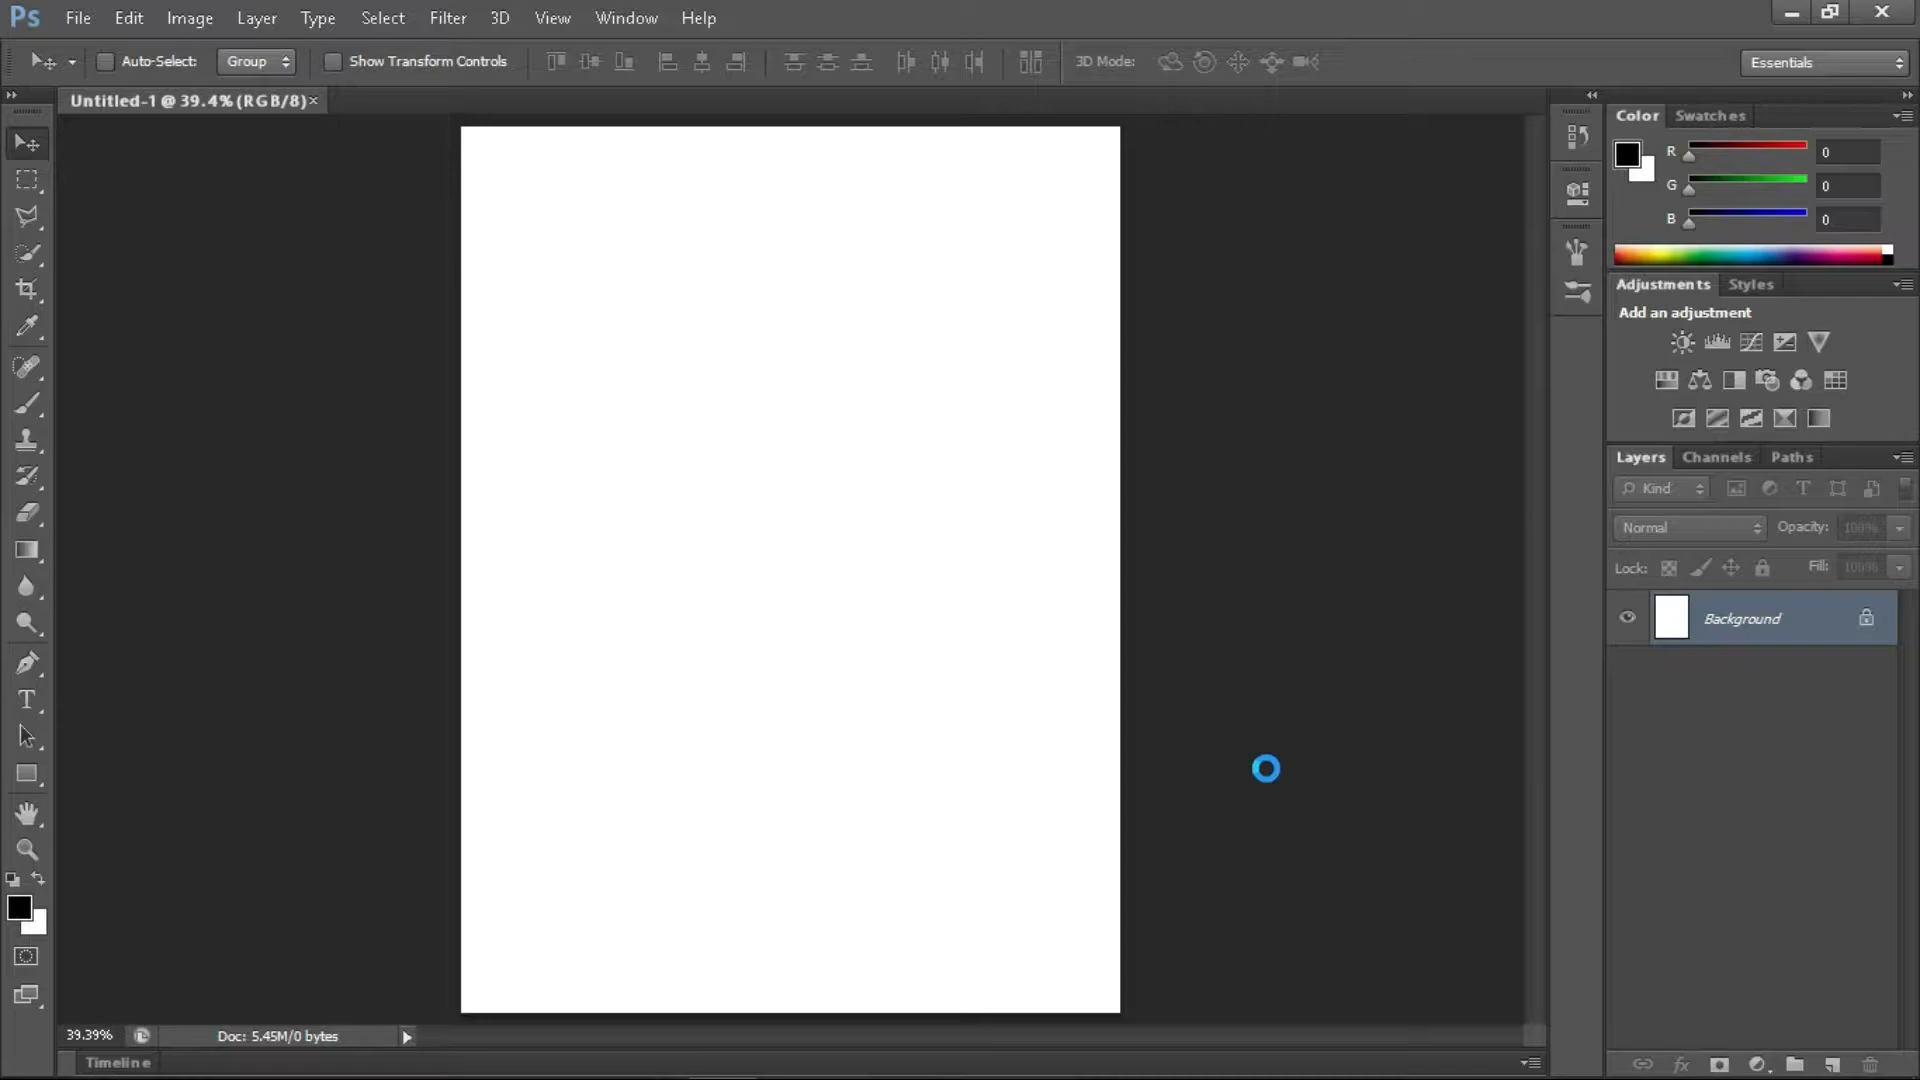 Ps File Edit Image Layer Type Select Filter 3D View Window Help
Auto-Select: Group Show Transform Controls 3D Mode: Essentials
Untitled-1 @ 39.4% (RGB/8)
Color Swatches
R 0
G 0
B 0
Adjustments Styles
Add an adjustment
Layers Channels Paths
Kind
Normal Opacity: 100%
Lock: Fill: 100%
Background
39.39% Doc: 5.45M/0 bytes
Timeline